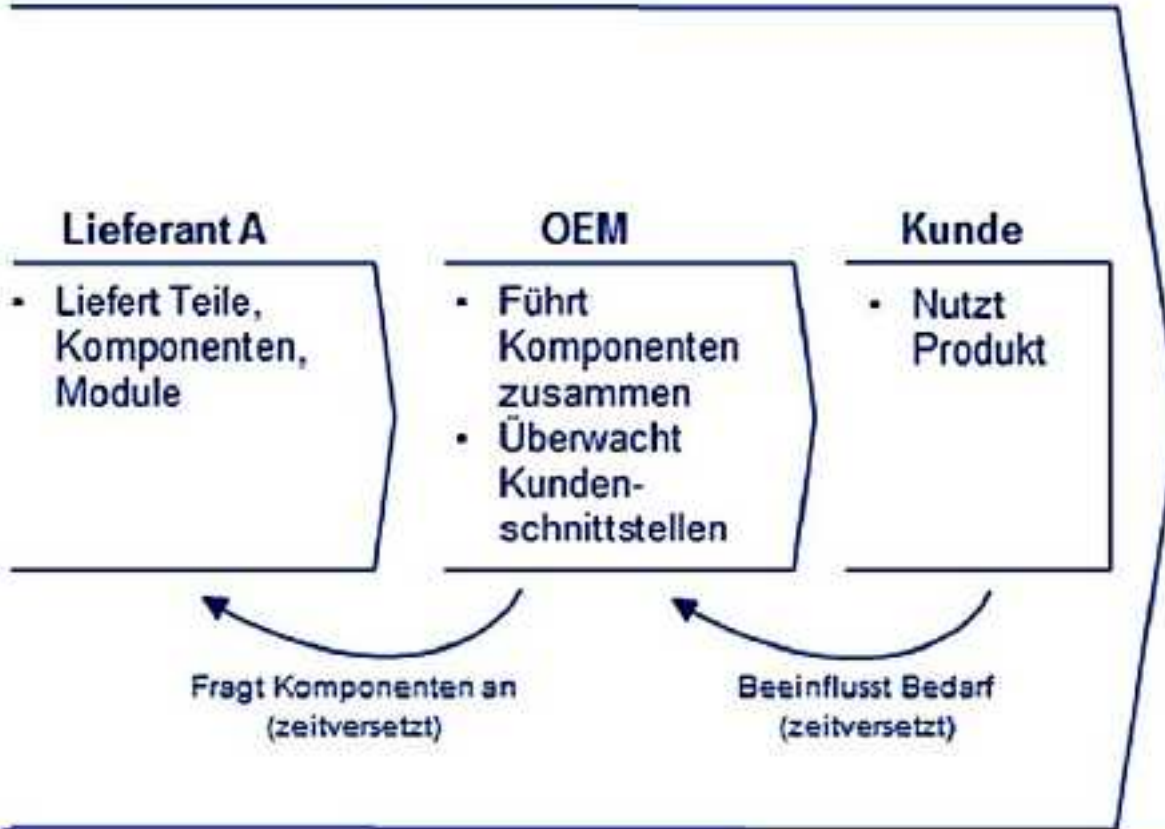 Lieferant A
OEM
Kunde
▪ Liefert Teile,
Komponenten,
Module
▪ Führt
Komponenten
zusammen
▪ Überwacht
Kunden-
schnittstellen
▪ Nutzt
Produkt
Fragt Komponenten an
(zeitversetzt)
Beeinflusst Bedarf
(zeitversetzt)